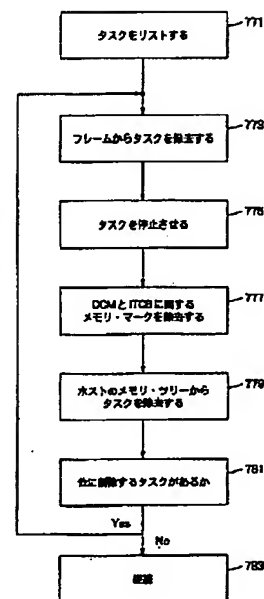 タスクをリストする
771
フレームからタスクを除去する
773
タスクを停止させる
775
DCMとITCBに関する
メモリ・マークを除去する
777
ホストのメモリ・ツリーから
タスクを除去する
779
他に削除するタスクがあるか
781
Yes
No
783